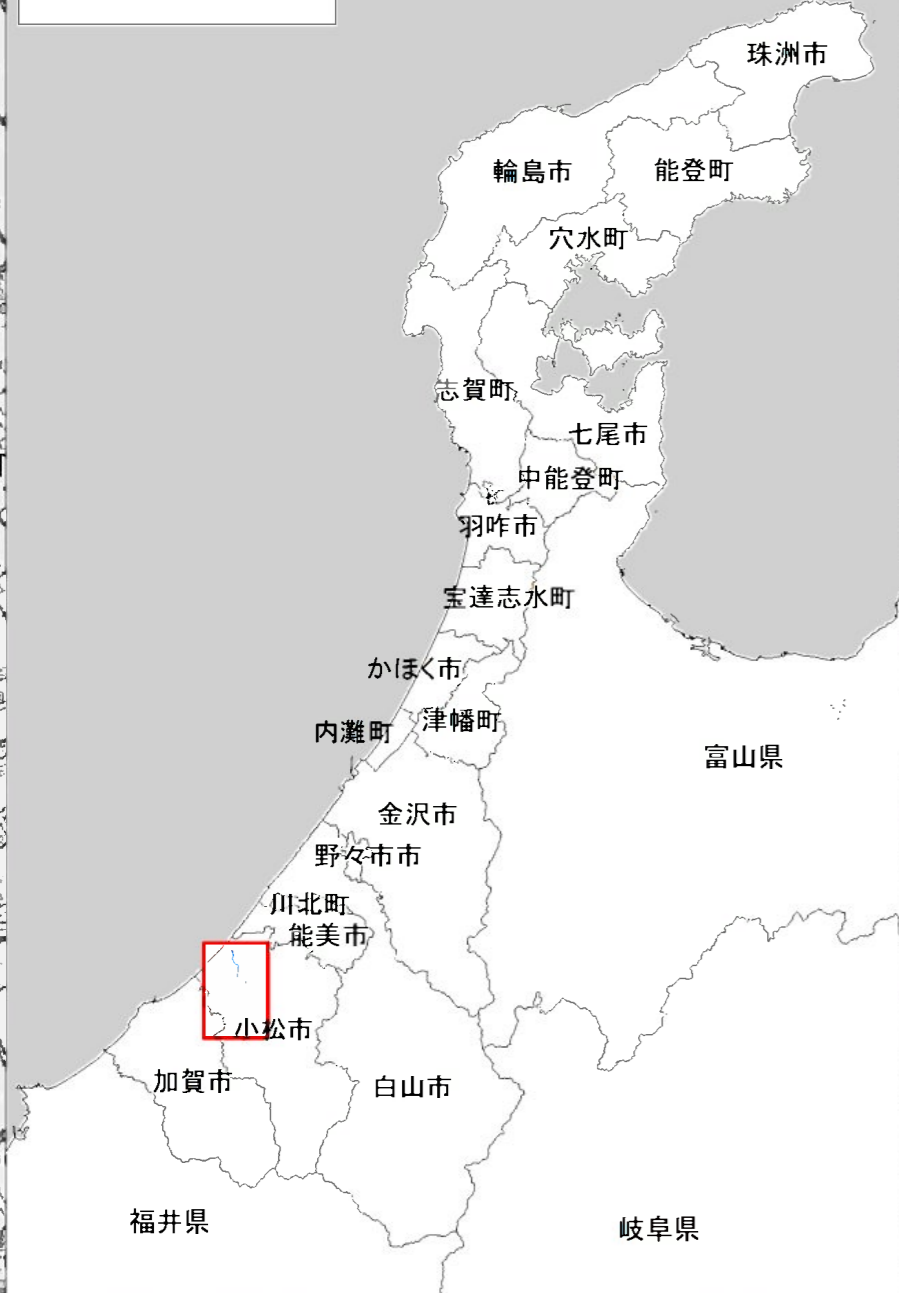 珠洲市
輪島市
能登町
穴水町
志賀町
七尾市
中能登町
羽咋市
宝達志水町
かほく市
津幡町
内灘町
富山県
金沢市
野々市市
川北町
能美市
小松市
加賀市
白山市
福井県
岐阜県